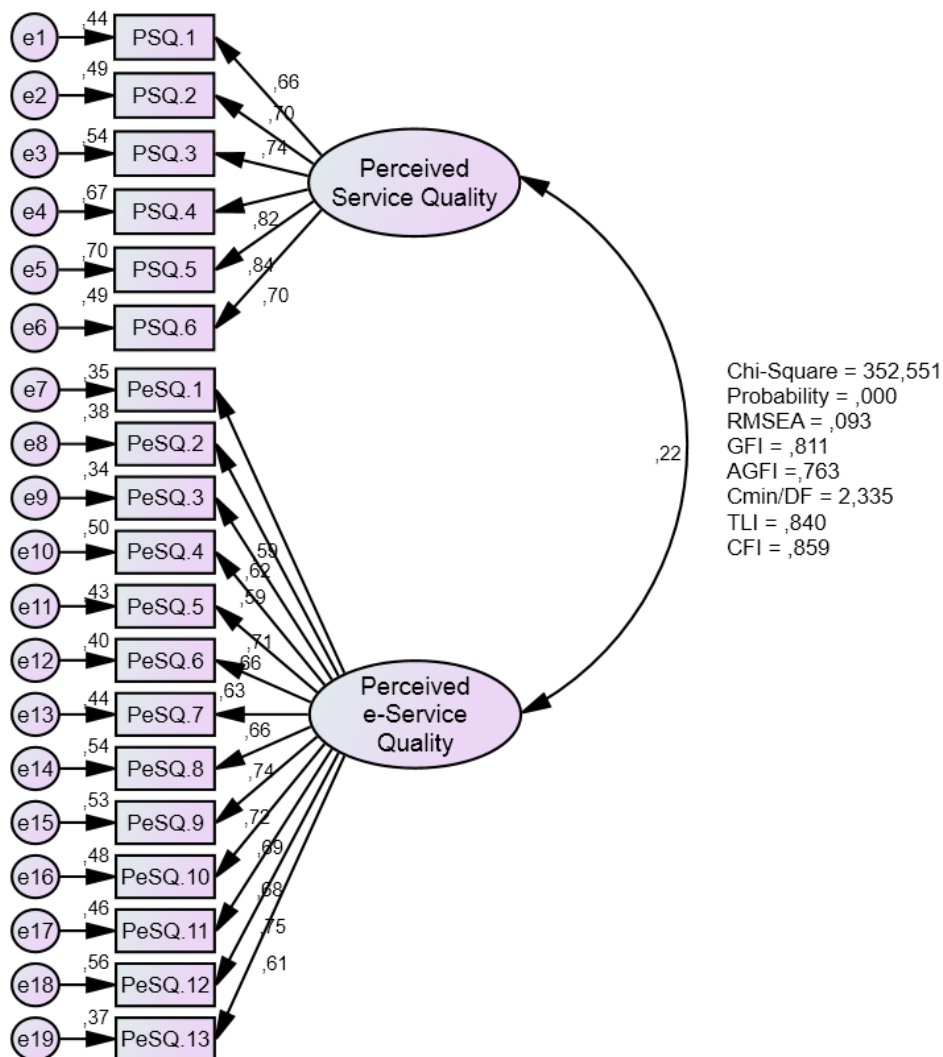 ,44
e1
PSQ.1
,49
e2
PSQ.2
,54
e3
PSQ.3
,67
e4
PSQ.4
,70
e5
PSQ.5
,49
e6
PSQ.6
,66
,70
,74
,82
,84
,70
Perceived
Service Quality
,35
e7
PeSQ.1
,38
e8
PeSQ.2
,34
e9
PeSQ.3
,50
e10
PeSQ.4
,43
e11
PeSQ.5
,40
e12
PeSQ.6
,44
e13
PeSQ.7
,54
e14
PeSQ.8
,53
e15
PeSQ.9
,48
e16
PeSQ.10
,46
e17
PeSQ.11
,56
e18
PeSQ.12
,37
e19
PeSQ.13
,59
,62
,59
,71
,66
,63
,66
,74
,72
,69
,68
,75
,61
Perceived
e-Service
Quality
,22
Chi-Square = 352,551
Probability = ,000
RMSEA = ,093
GFI = ,811
AGFI =,763
Cmin/DF = 2,335
TLI = ,840
CFI = ,859